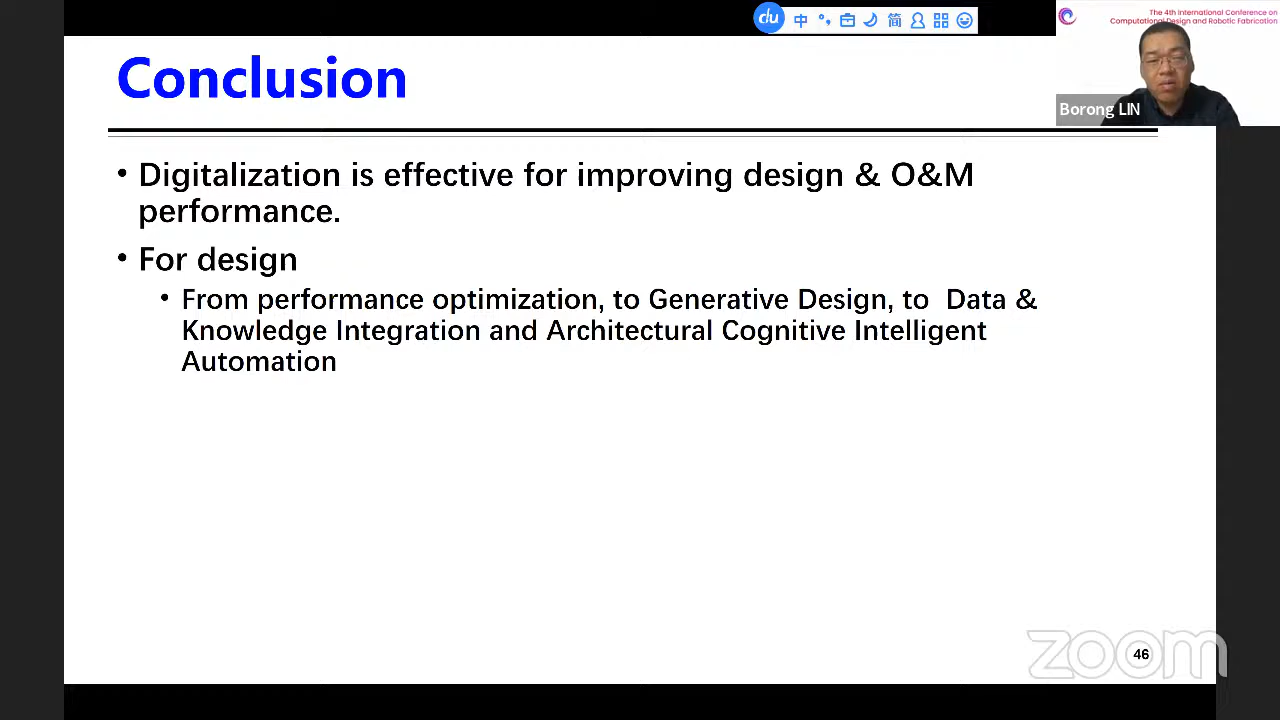 du 中 简
The 4th International Conference on
Computational Design and Robotic Fabrication
Conclusion
Borong LIN
• Digitalization is effective for improving design & O&M
performance.
• For design
• From performance optimization, to Generative Design, to Data &
Knowledge Integration and Architectural Cognitive Intelligent
Automation
zoom
46